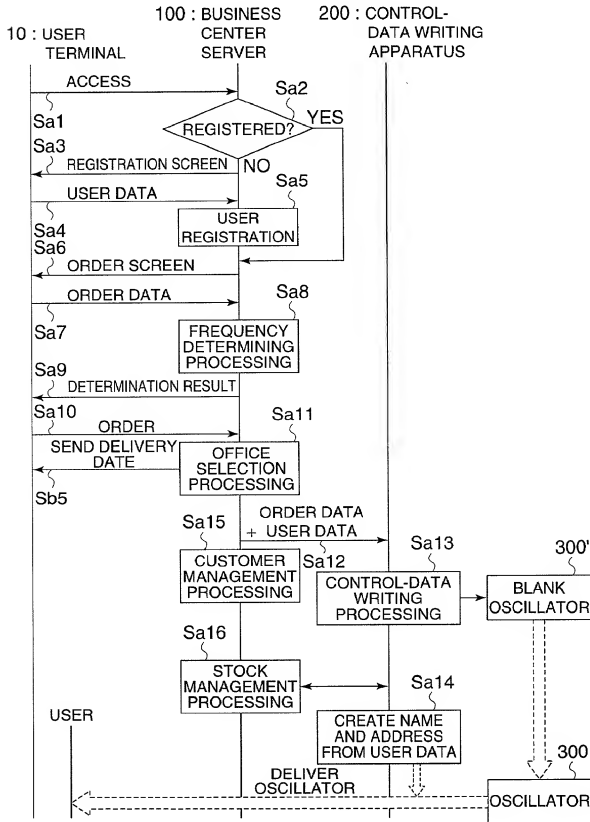 10 : USER
TERMINAL
100 : BUSINESS
CENTER
SERVER
200 : CONTROL-
DATA WRITING
APPARATUS
ACCESS
Sa1
Sa2
REGISTERED?
YES
NO
Sa3
REGISTRATION SCREEN
USER DATA
Sa4
Sa5
USER
REGISTRATION
Sa6
ORDER SCREEN
ORDER DATA
Sa7
Sa8
FREQUENCY
DETERMINING
PROCESSING
Sa9
DETERMINATION RESULT
Sa10
ORDER
Sa11
OFFICE
SELECTION
PROCESSING
SEND DELIVERY
DATE
Sb5
ORDER DATA
+ USER DATA
Sa12
Sa15
CUSTOMER
MANAGEMENT
PROCESSING
Sa13
CONTROL-DATA
WRITING
PROCESSING
300'
BLANK
OSCILLATOR
Sa16
STOCK
MANAGEMENT
PROCESSING
Sa14
CREATE NAME
AND ADDRESS
FROM USER DATA
USER
DELIVER
OSCILLATOR
300
OSCILLATOR